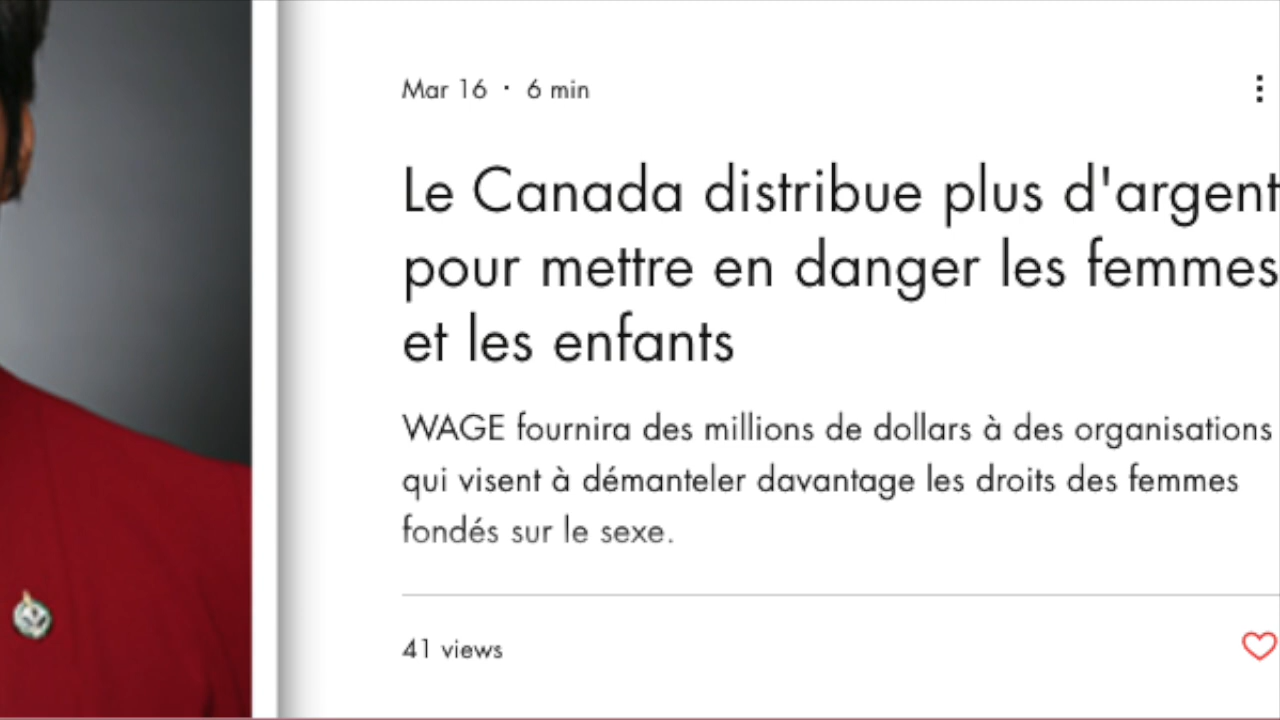 Mar 16 · 6 min
Le Canada distribue plus d'argent
pour mettre en danger les femmes
et les enfants
WAGE fournira des millions de dollars à des organisations
qui visent à démanteler davantage les droits des femmes
fondés sur le sexe.
41 views